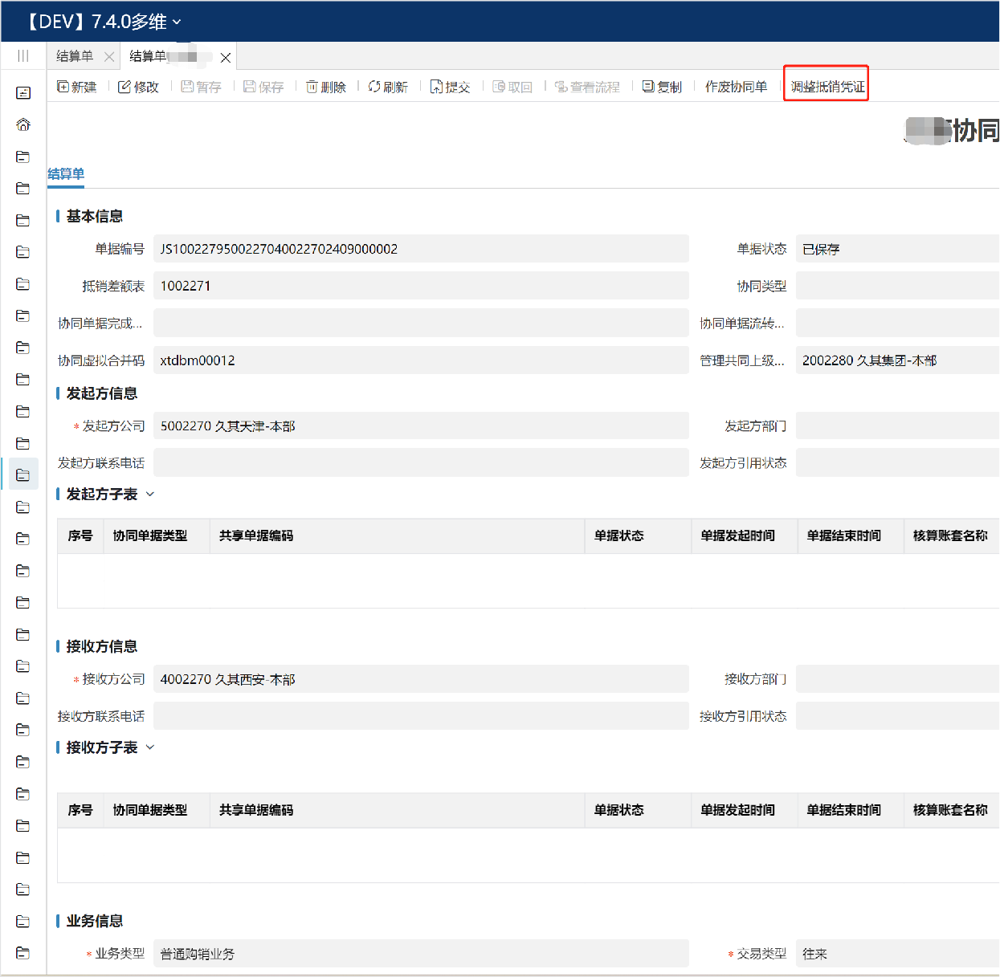 【DEV】7.4.0多维
结算单
结算单
新建 修改 暂存 保存 删除 刷新 提交 取回 查看流程 复制 作废协同单 调整抵销凭证
协同
结算单
基本信息
单据编号 JS1002279500227040022702409000002 单据状态 已保存
抵销差额表 1002271 协同类型
协同单据完成... 协同单据流转...
协同虚拟合并码 xtdbm00012 管理共同上级... 2002280 久其集团-本部
发起方信息
* 发起方公司 5002270 久其天津-本部 发起方部门
发起方联系电话 发起方引用状态
发起方子表
序号 协同单据类型 共享单据编码 单据状态 单据发起时间 单据结束时间 核算账套名称
接收方信息
* 接收方公司 4002270 久其西安-本部 接收方部门
接收方联系电话 接收方引用状态
接收方子表
序号 协同单据类型 共享单据编码 单据状态 单据发起时间 单据结束时间 核算账套名称
业务信息
* 业务类型 普通购销业务 * 交易类型 往来